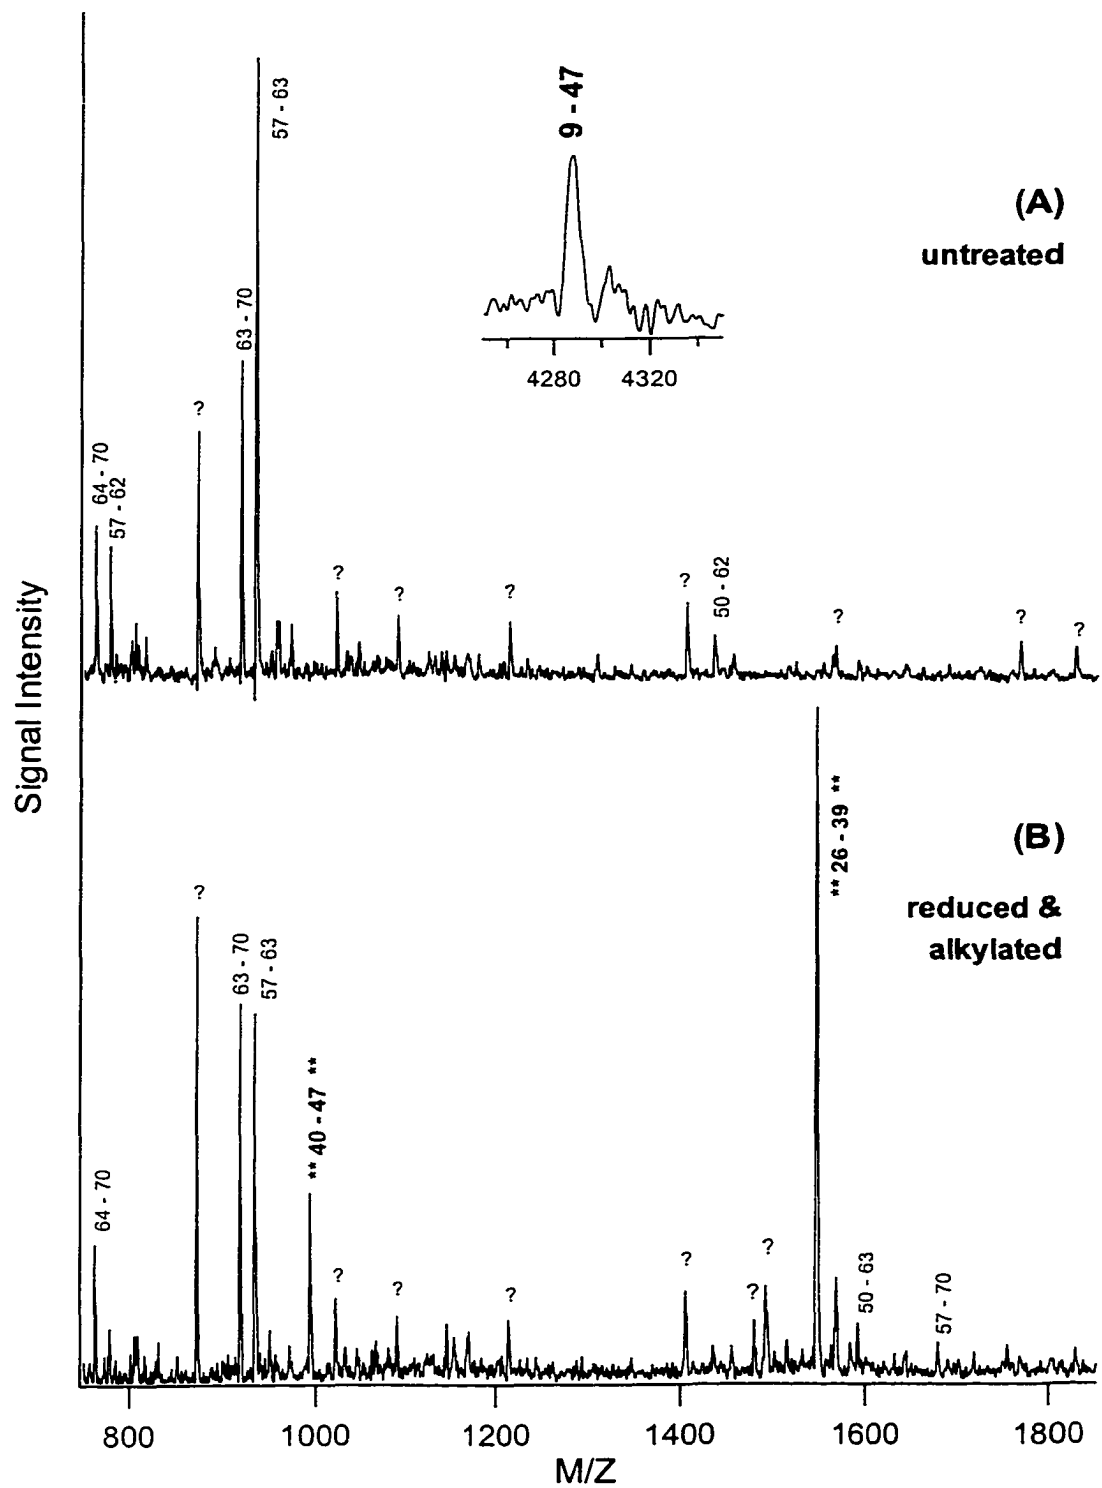 57 - 63
9 - 47
(A)
untreated
4280 4320
63 - 70
?
64 - 70
57 - 62
?
?
?
?
50 - 62
?
?
?
Signal Intensity
** 26 - 39 **
(B)
reduced &
alkylated
?
63 - 70
57 - 63
** 40 - 47 **
64 - 70
?
?
?
?
?
?
50 - 63
57 - 70
800 1000 1200 1400 1600 1800
M/Z